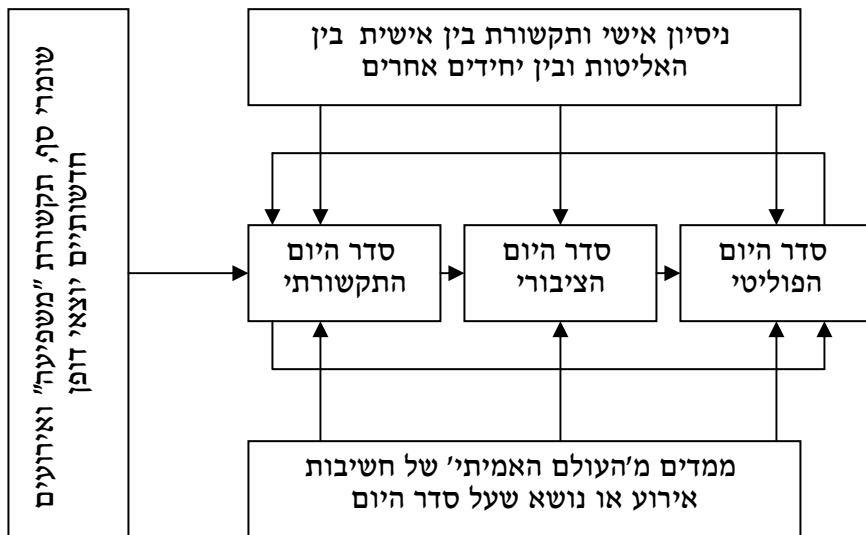 ניסיון אישי ותקשורת בין אישית בין
האליטות ובין יחידים אחרים
שומרי סף, תקשורת "משפיעה" ואירועים
חדשותיים יוצאי דופן
סדר היום
הפוליטי
סדר היום
הציבורי
סדר היום
התקשורתי
ממדים מ'העולם האמיתי' של חשיבות
אירוע או נושא שעל סדר היום